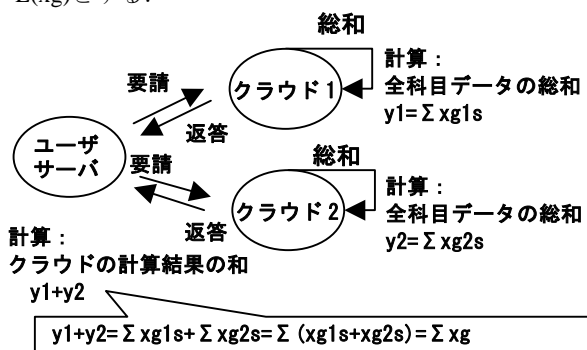 Σ(xg)とする.
総和
要請
クラウド1
計算：
全科目データの総和
y1=Σxg1s
返答
ユーザ
サーバ
総和
要請
クラウド2
計算：
全科目データの総和
y2=Σxg2s
返答
計算：
クラウドの計算結果の和
y1+y2
y1+y2=Σxg1s+Σxg2s=Σ(xg1s+xg2s)=Σxg